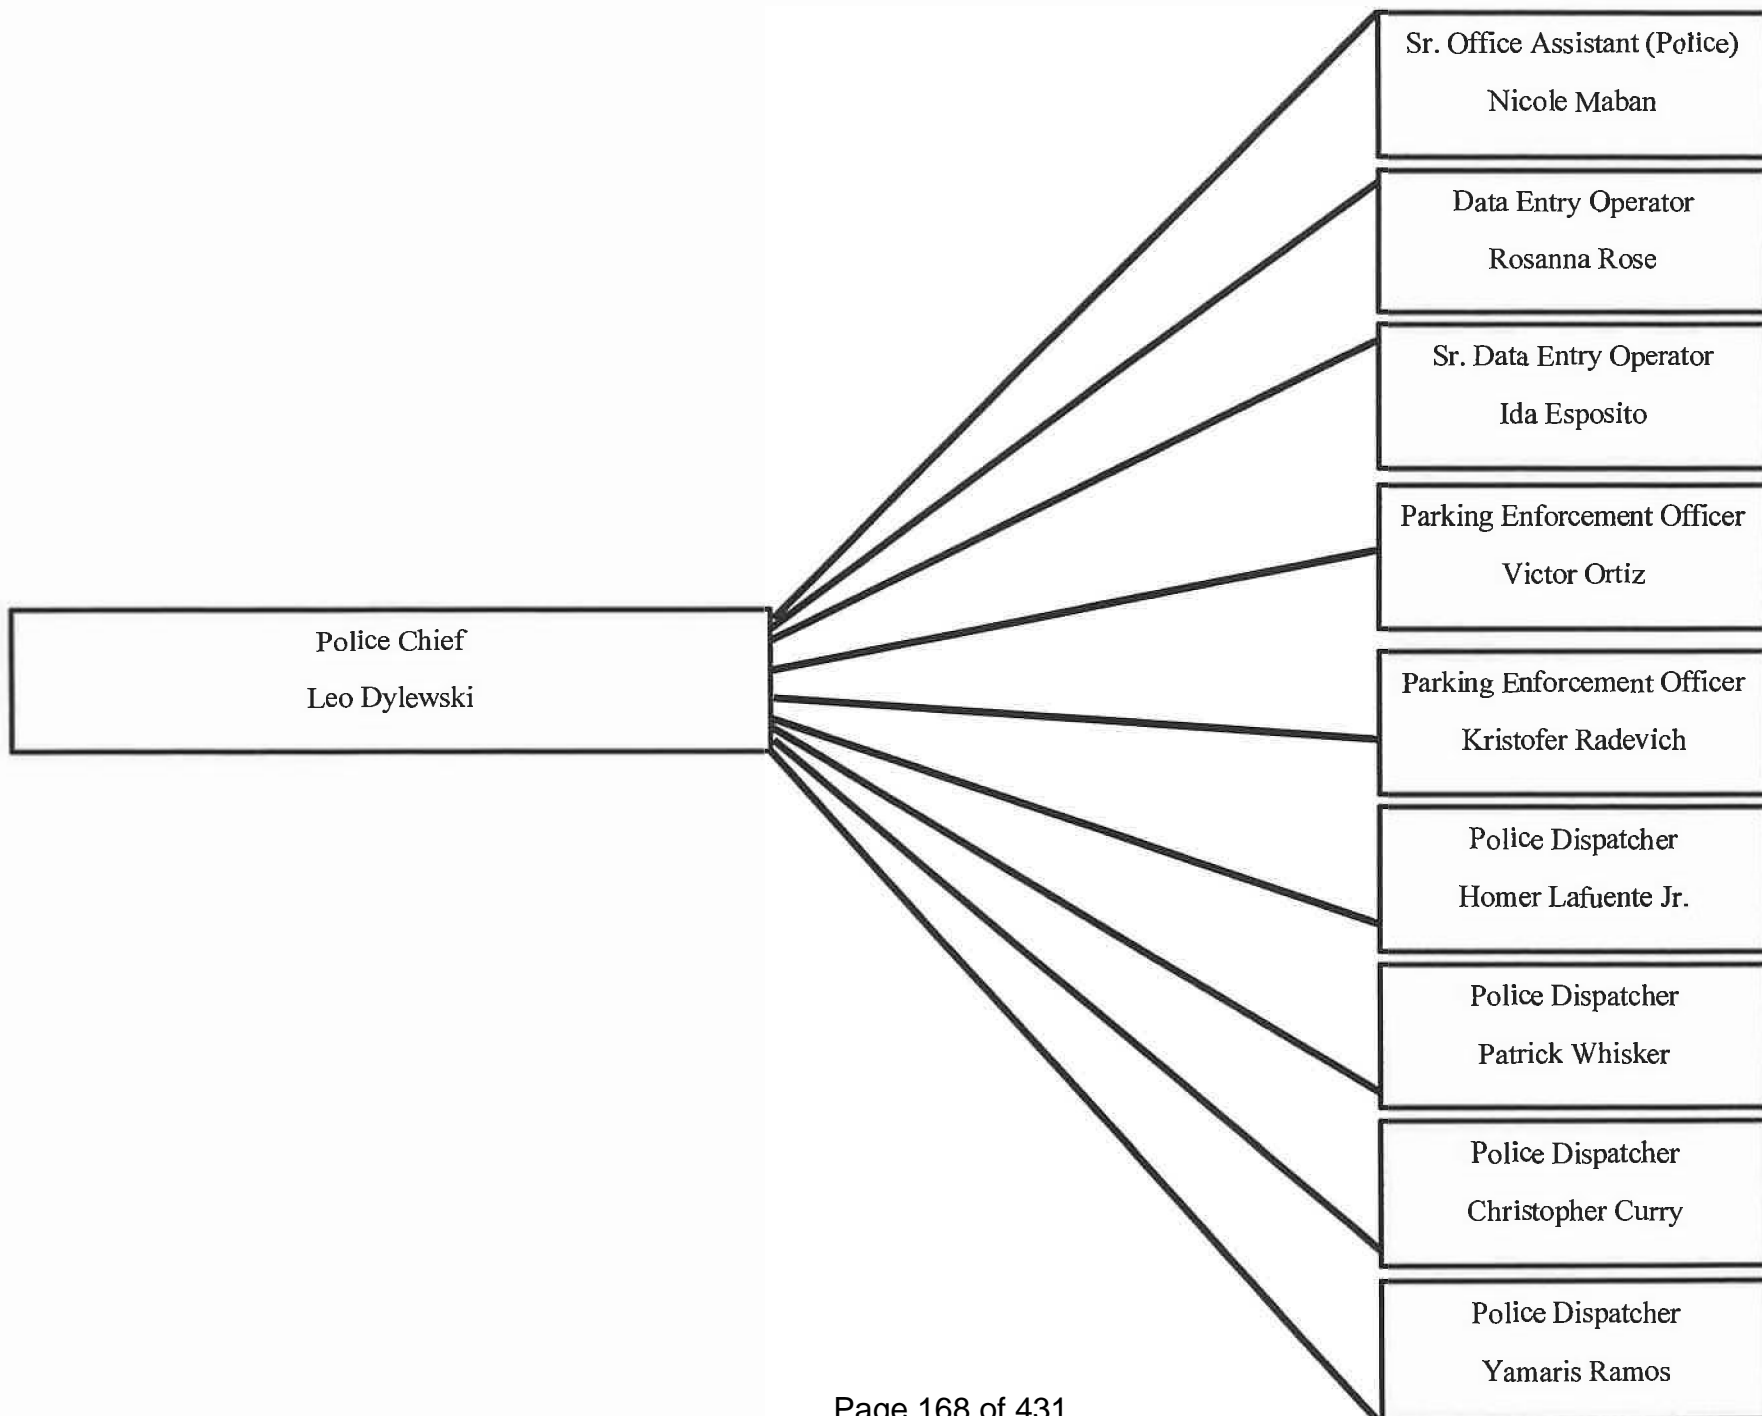 Sr. Office Assistant (Police)
Nicole Maban
Data Entry Operator
Rosanna Rose
Sr. Data Entry Operator
Ida Esposito
Parking Enforcement Officer
Victor Ortiz
Police Chief
Leo Dylewski
Parking Enforcement Officer
Kristofer Radevich
Police Dispatcher
Homer Lafuente Jr.
Police Dispatcher
Patrick Whisker
Police Dispatcher
Christopher Curry
Police Dispatcher
Yamaris Ramos
Page 168 of 431